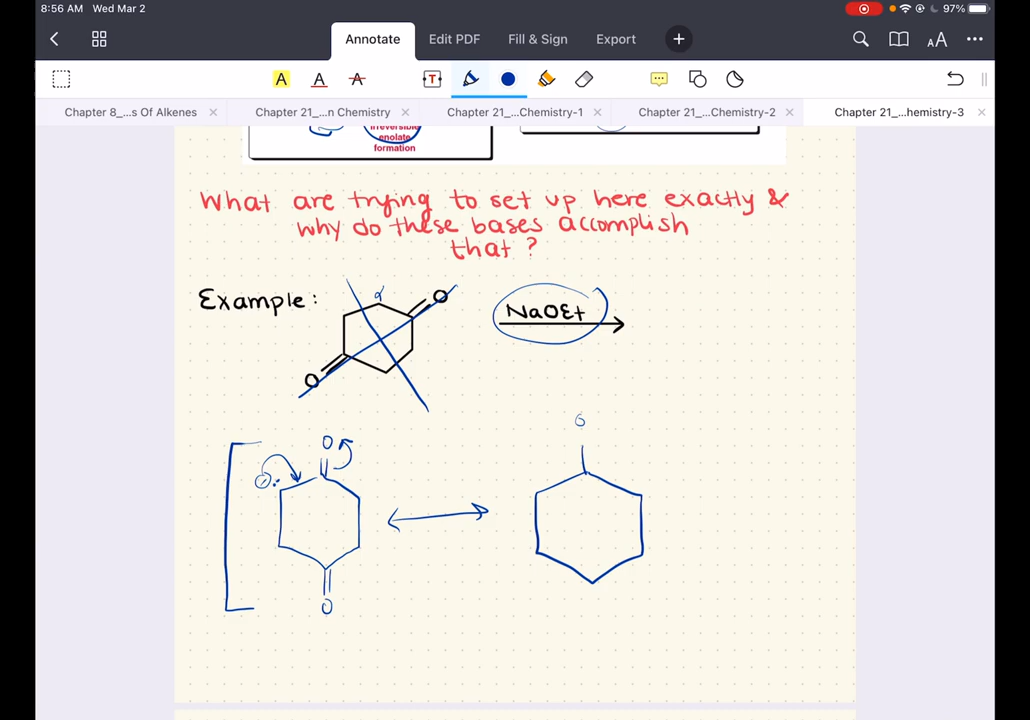 8:56 AM Wed Mar 2
97%
Annotate Edit PDF Fill & Sign Export
AA
A A A T
Chapter 8_...s Of Alkenes Chapter 21_...n Chemistry Chapter 21_...Chemistry-1 Chapter 21_...Chemistry-2 Chapter 21_...hemistry-3
irreversible
enolate
formation
What are trying to set up here exactly &
why do these bases accomplish
that ?
Example:
α
O
NaOEt
O
O
O